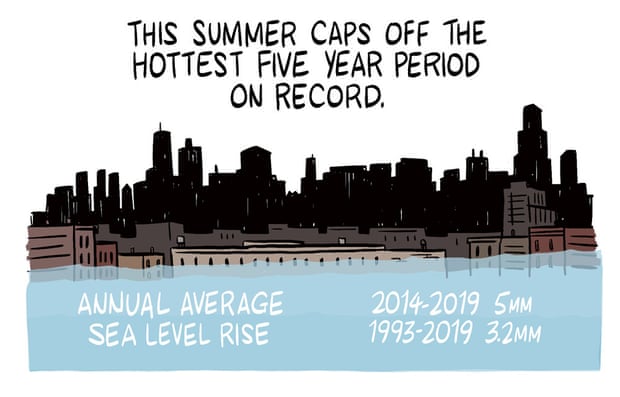 THIS SUMMER CAPS OFF THE
HOTTEST FIVE YEAR PERIOD
ON RECORD.
ANNUAL AVERAGE
SEA LEVEL RISE
2014-2019 5MM
1993-2019 3.2MM